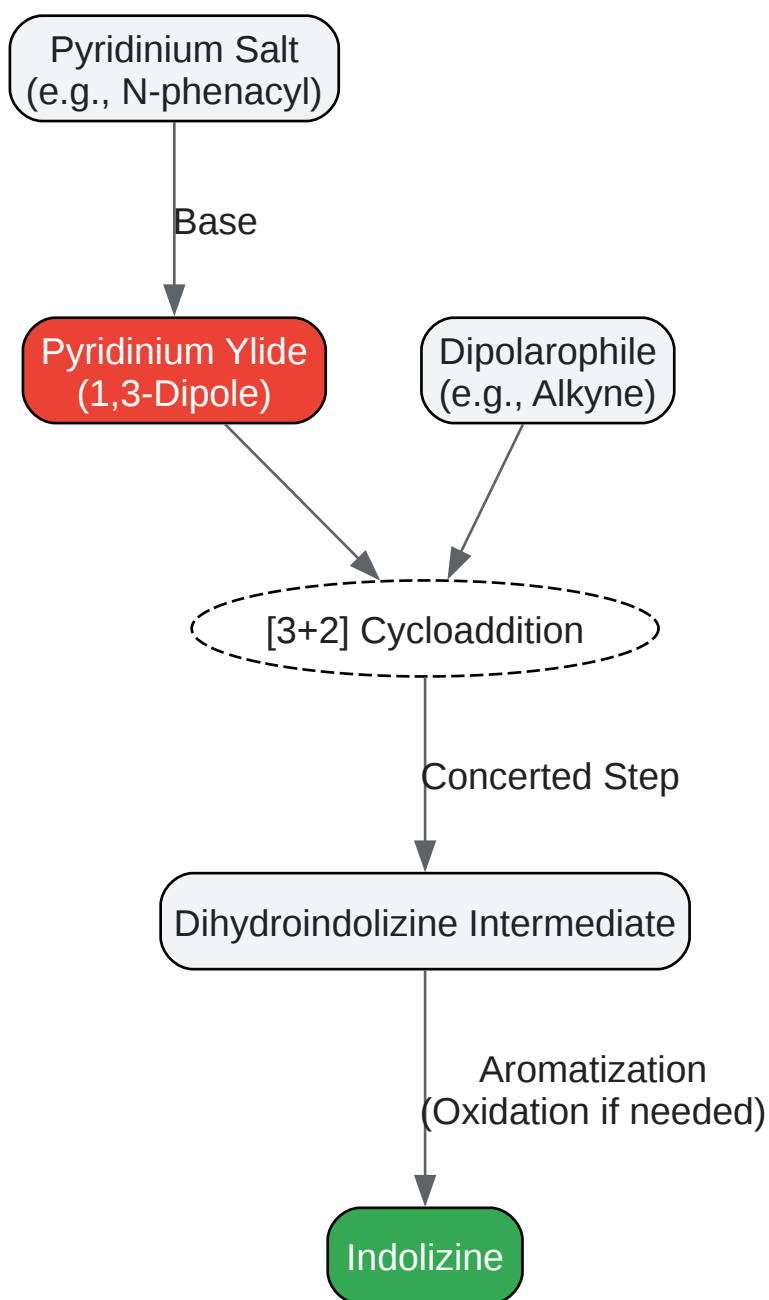 Pyridinium Salt
(e.g., N-phenacyl)
Base
Pyridinium Ylide
(1,3-Dipole)
Dipolarophile
(e.g., Alkyne)
[3+2] Cycloaddition
Concerted Step
Dihydroindolizine Intermediate
Aromatization
(Oxidation if needed)
Indolizine